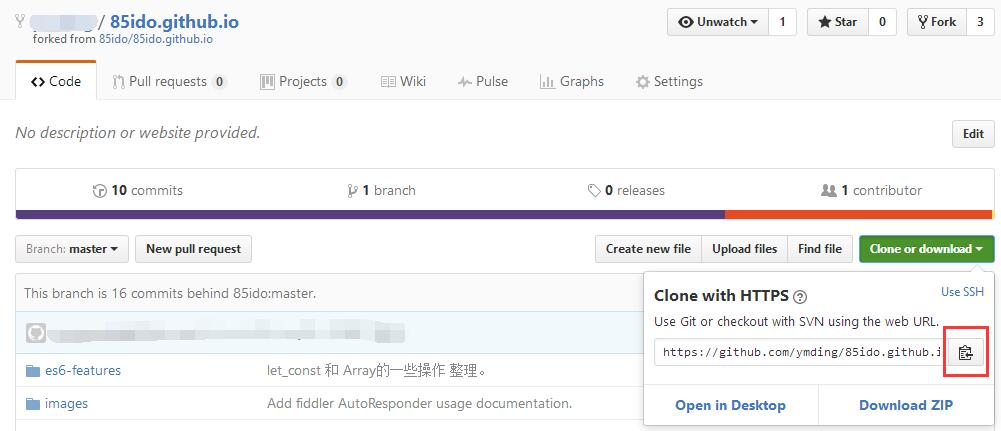 / 85ido.github.io
forked from 85ido/85ido.github.io
Unwatch 1 Star 0 Fork 3
Code Pull requests 0 Projects 0 Wiki Pulse Graphs Settings
No description or website provided. Edit
10 commits 1 branch 0 releases 1 contributor
Branch: master New pull request Create new file Upload files Find file Clone or download
This branch is 16 commits behind 85ido:master.
Clone with HTTPS ? Use SSH
Use Git or checkout with SVN using the web URL.
https://github.com/ymding/85ido.github.i
es6-features let_const 和 Array的一些操作 整理。
images Add fiddler AutoResponder usage documentation.
Open in Desktop Download ZIP